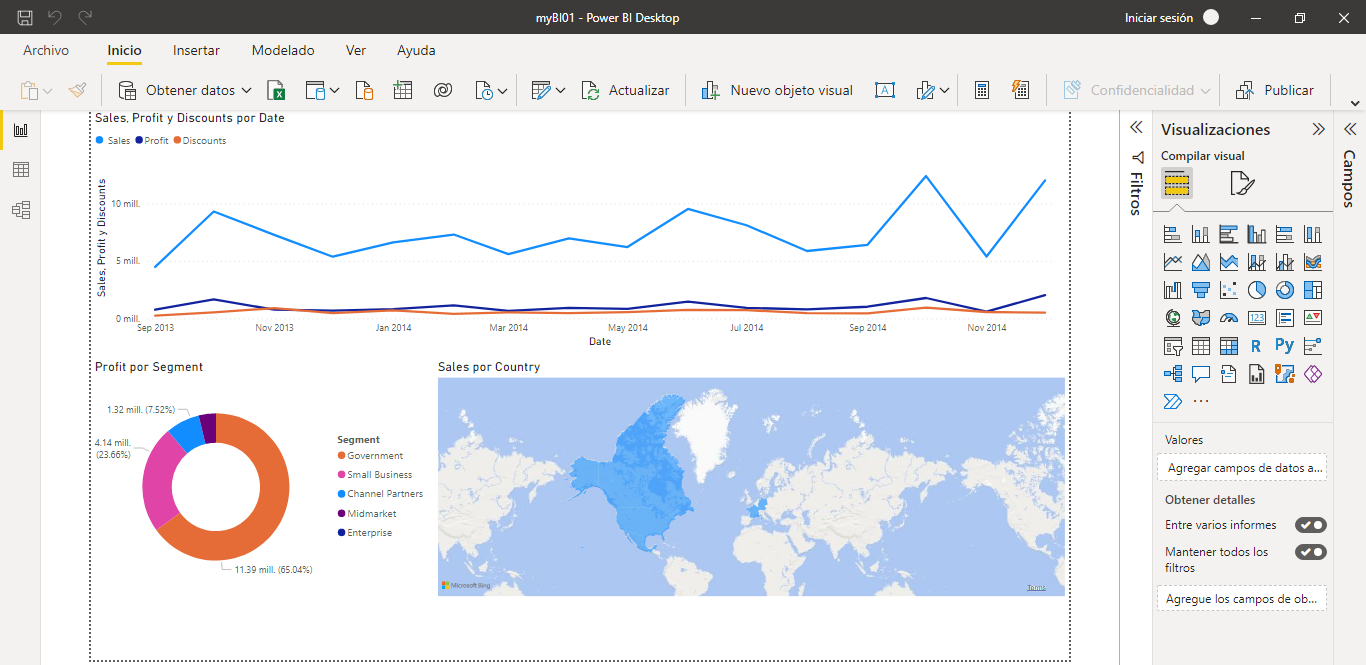 myBI01 - Power BI Desktop
Iniciar sesión
Archivo
Inicio
Insertar
Modelado
Ver
Ayuda
Obtener datos
Actualizar
Nuevo objeto visual
Confidencialidad
Publicar
Sales, Profit y Discounts por Date
Sales
Profit
Discounts
Sales, Profit y Discounts
10 mill.
5 mill.
0 mill.
Sep 2013
Nov 2013
Jan 2014
Mar 2014
May 2014
Jul 2014
Sep 2014
Nov 2014
Date
Profit por Segment
1.32 mill. (7.52%)
4.14 mill.
(23.66%)
11.39 mill. (65.04%)
Segment
Government
Small Business
Channel Partners
Midmarket
Enterprise
Sales por Country
Microsoft Bing
Terms
Filtros
Visualizaciones
Compilar visual
123
R
Py
Valores
Agregar campos de datos a...
Obtener detalles
Entre varios informes
Mantener todos los
filtros
Agregue los campos de ob...
Campos